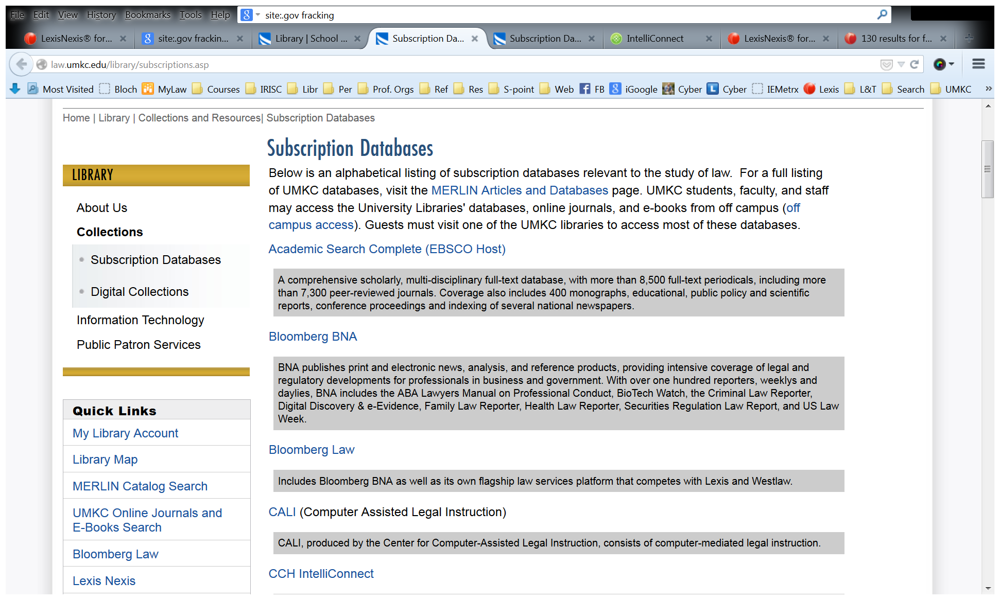 File Edit View History Bookmarks Tools Help site:.gov fracking
LexisNexis® for... site:.gov frackin... Library | School ... Subscription Da... Subscription Da... IntelliConnect LexisNexis® for... 130 results for f...
law.umkc.edu/library/subscriptions.asp
Most Visited Bloch MyLaw Courses IRISC Libr Per Prof. Orgs Ref Res S-point Web FB iGoogle Cyber Cyber IEMetrx Lexis L&T Search UMKC »
Home | Library | Collections and Resources| Subscription Databases
LIBRARY
About Us
Collections
Subscription Databases
Digital Collections
Information Technology
Public Patron Services
Quick Links
My Library Account
Library Map
MERLIN Catalog Search
UMKC Online Journals and
E-Books Search
Bloomberg Law
Lexis Nexis
Subscription Databases
Below is an alphabetical listing of subscription databases relevant to the study of law.  For a full listing
of UMKC databases, visit the MERLIN Articles and Databases page. UMKC students, faculty, and staff
may access the University Libraries' databases, online journals, and e-books from off campus (off
campus access). Guests must visit one of the UMKC libraries to access most of these databases.
Academic Search Complete (EBSCO Host)
A comprehensive scholarly, multi-disciplinary full-text database, with more than 8,500 full-text periodicals, including more
than 7,300 peer-reviewed journals. Coverage also includes 400 monographs, educational, public policy and scientific
reports, conference proceedings and indexing of several national newspapers.
Bloomberg BNA
BNA publishes print and electronic news, analysis, and reference products, providing intensive coverage of legal and
regulatory developments for professionals in business and government. With over one hundred reporters, weeklys and
daylies, BNA includes the ABA Lawyers Manual on Professional Conduct, BioTech Watch, the Criminal Law Reporter,
Digital Discovery & e-Evidence, Family Law Reporter, Health Law Reporter, Securities Regulation Law Report, and US Law
Week.
Bloomberg Law
Includes Bloomberg BNA as well as its own flagship law services platform that competes with Lexis and Westlaw.
CALI (Computer Assisted Legal Instruction)
CALI, produced by the Center for Computer-Assisted Legal Instruction, consists of computer-mediated legal instruction.
CCH IntelliConnect